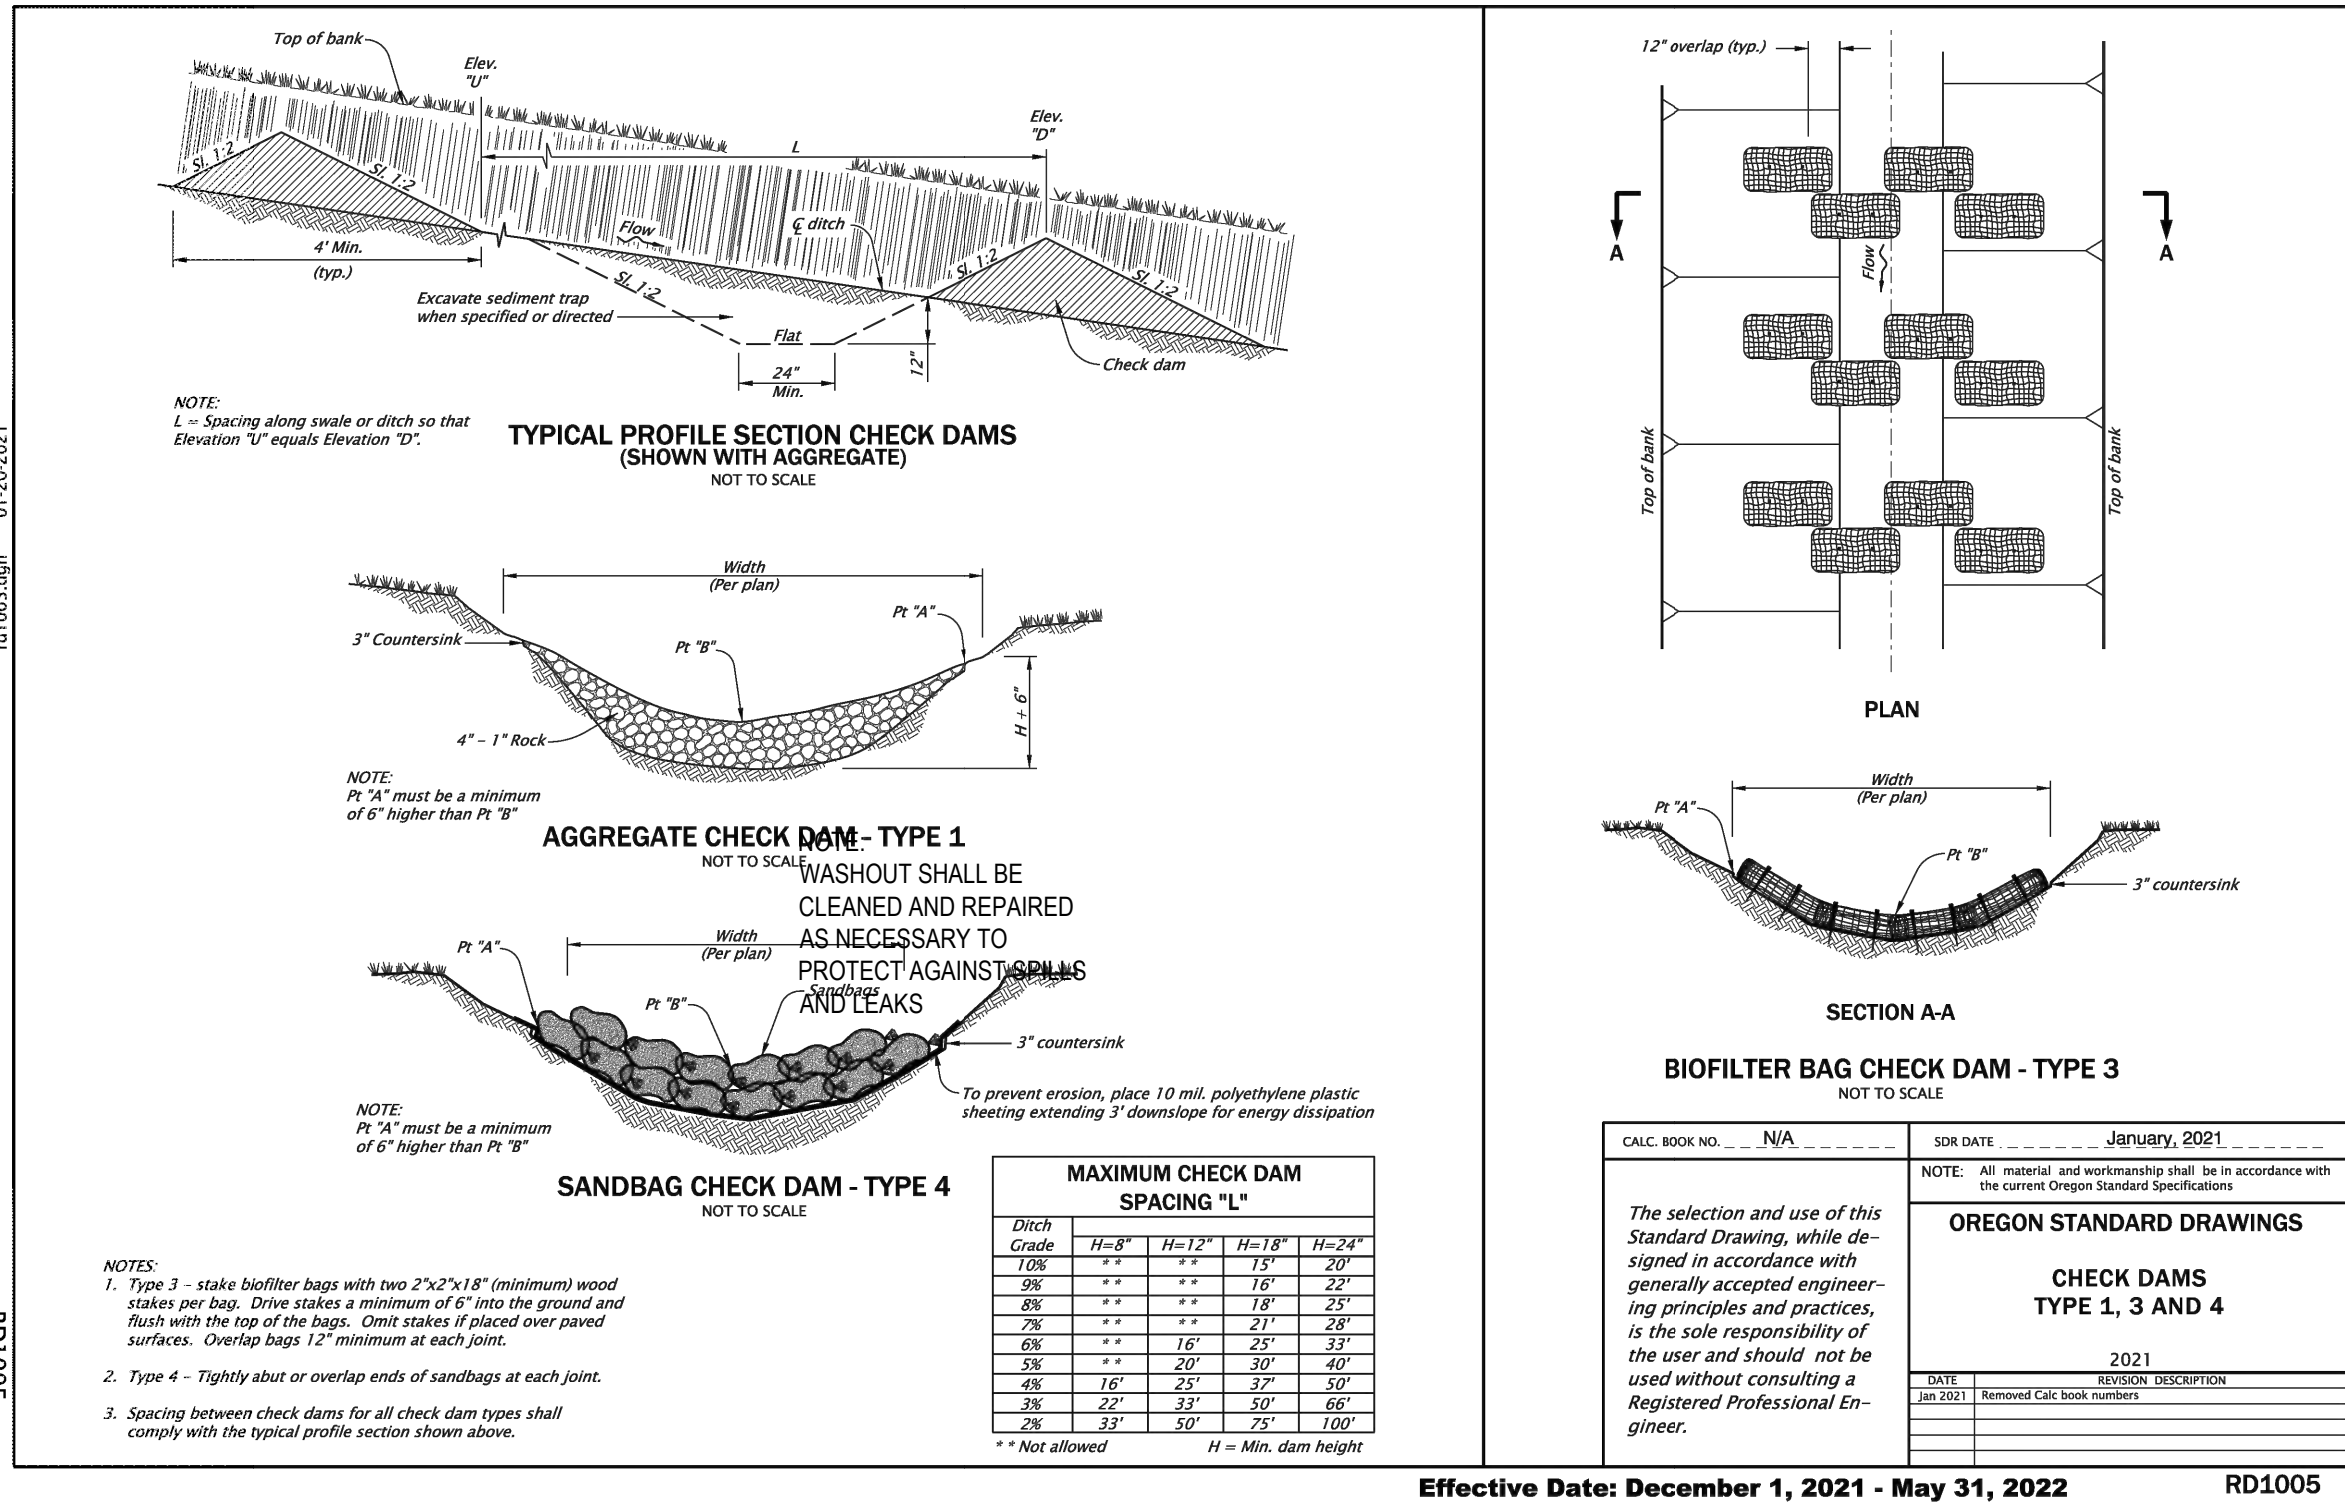 Top of bank
Elev.
"U"
Elev.
"D"
L
Sl. 1:2
Sl. 1:2
Flow
℄ ditch
4' Min.
(typ.)
Sl. 1:2
Sl. 1:2
Sl. 1:2
Excavate sediment trap
when specified or directed
Flat
12"
24"
Min.
Check dam
NOTE:
L = Spacing along swale or ditch so that
Elevation "U" equals Elevation "D".
TYPICAL PROFILE SECTION CHECK DAMS
(SHOWN WITH AGGREGATE)
NOT TO SCALE
Width
(Per plan)
Pt "A"
3" Countersink
Pt "B"
H + 6"
4" - 1" Rock
NOTE:
Pt "A" must be a minimum
of 6" higher than Pt "B"
AGGREGATE CHECK DAM - TYPE 1
NOT TO SCALE
NOTE:
WASHOUT SHALL BE
CLEANED AND REPAIRED
AS NECESSARY TO
PROTECT AGAINST SPILLS
AND LEAKS
Width
(Per plan)
Pt "A"
Pt "B"
Sandbags
3" countersink
To prevent erosion, place 10 mil. polyethylene plastic
sheeting extending 3' downslope for energy dissipation
NOTE:
Pt "A" must be a minimum
of 6" higher than Pt "B"
SANDBAG CHECK DAM - TYPE 4
NOT TO SCALE
NOTES:
1. Type 3 - stake biofilter bags with two 2"x2"x18" (minimum) wood
stakes per bag. Drive stakes a minimum of 6" into the ground and
flush with the top of the bags. Omit stakes if placed over paved
surfaces. Overlap bags 12" minimum at each joint.
2. Type 4 - Tightly abut or overlap ends of sandbags at each joint.
3. Spacing between check dams for all check dam types shall
comply with the typical profile section shown above.
MAXIMUM CHECK DAM
SPACING "L"
Ditch
Grade H=8" H=12" H=18" H=24"
10% ** ** 15' 20'
9% ** ** 16' 22'
8% ** ** 18' 25'
7% ** ** 21' 28'
6% ** 16' 25' 33'
5% ** 20' 30' 40'
4% 16' 25' 37' 50'
3% 22' 33' 50' 66'
2% 33' 50' 75' 100'
** Not allowed H = Min. dam height
12" overlap (typ.)
A
A
Flow
Top of bank
Top of bank
PLAN
Width
(Per plan)
Pt "A"
Pt "B"
3" countersink
SECTION A-A
BIOFILTER BAG CHECK DAM - TYPE 3
NOT TO SCALE
CALC. BOOK NO. N/A
SDR DATE January, 2021
NOTE: All material and workmanship shall be in accordance with
the current Oregon Standard Specifications
The selection and use of this
Standard Drawing, while de-
signed in accordance with
generally accepted engineer-
ing principles and practices,
is the sole responsibility of
the user and should not be
used without consulting a
Registered Professional En-
gineer.
OREGON STANDARD DRAWINGS
CHECK DAMS
TYPE 1, 3 AND 4
2021
DATE REVISION DESCRIPTION
Jan 2021 Removed Calc book numbers
Effective Date: December 1, 2021 - May 31, 2022
RD1005